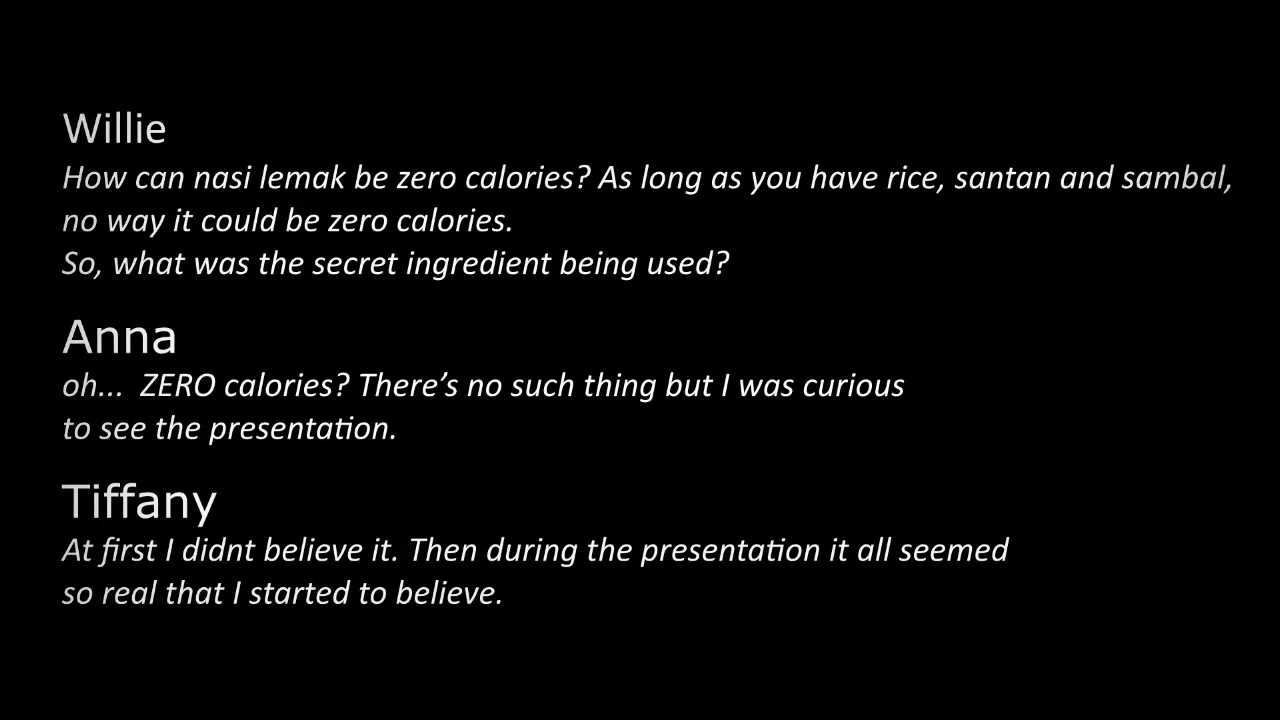 Willie
How can nasi lemak be zero calories? As long as you have rice, santan and sambal,
no way it could be zero calories.
So, what was the secret ingredient being used?
Anna
oh...  ZERO calories? There’s no such thing but I was curious
to see the presentation.
Tiffany
At first I didnt believe it. Then during the presentation it all seemed
so real that I started to believe.